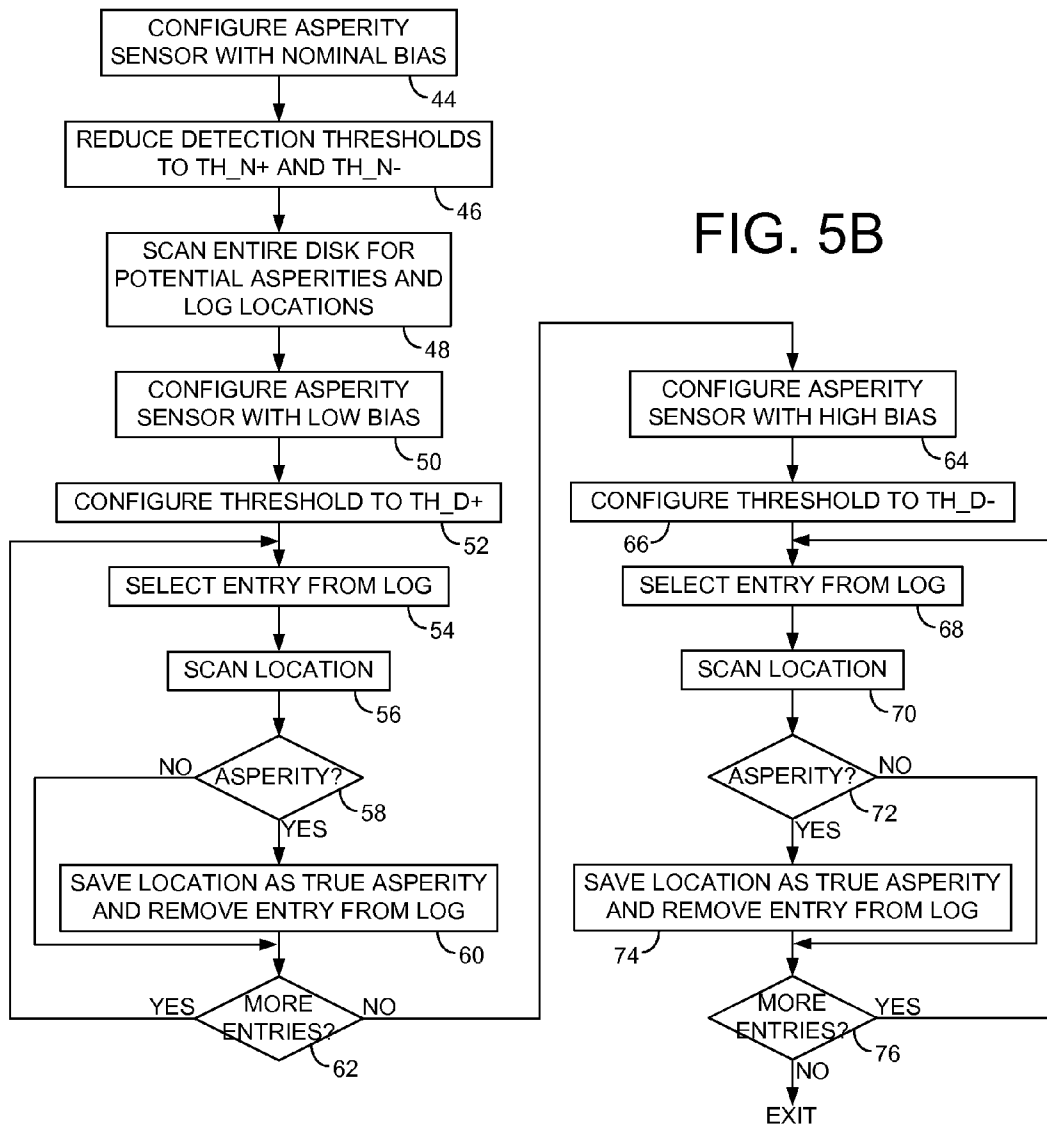 CONFIGURE ASPERITY
SENSOR WITH NOMINAL BIAS
44
REDUCE DETECTION THRESHOLDS
TO TH_N+ AND TH_N-
46
SCAN ENTIRE DISK FOR
POTENTIAL ASPERITIES AND
LOG LOCATIONS
48
CONFIGURE ASPERITY
SENSOR WITH LOW BIAS
50
CONFIGURE THRESHOLD TO TH_D+
52
SELECT ENTRY FROM LOG
54
SCAN LOCATION
56
NO
ASPERITY?
58
YES
SAVE LOCATION AS TRUE ASPERITY
AND REMOVE ENTRY FROM LOG
60
YES
MORE
ENTRIES?
NO
62
FIG. 5B
CONFIGURE ASPERITY
SENSOR WITH HIGH BIAS
64
CONFIGURE THRESHOLD TO TH_D-
66
SELECT ENTRY FROM LOG
68
SCAN LOCATION
70
ASPERITY?
NO
72
YES
SAVE LOCATION AS TRUE ASPERITY
AND REMOVE ENTRY FROM LOG
74
MORE
ENTRIES?
YES
76
NO
EXIT